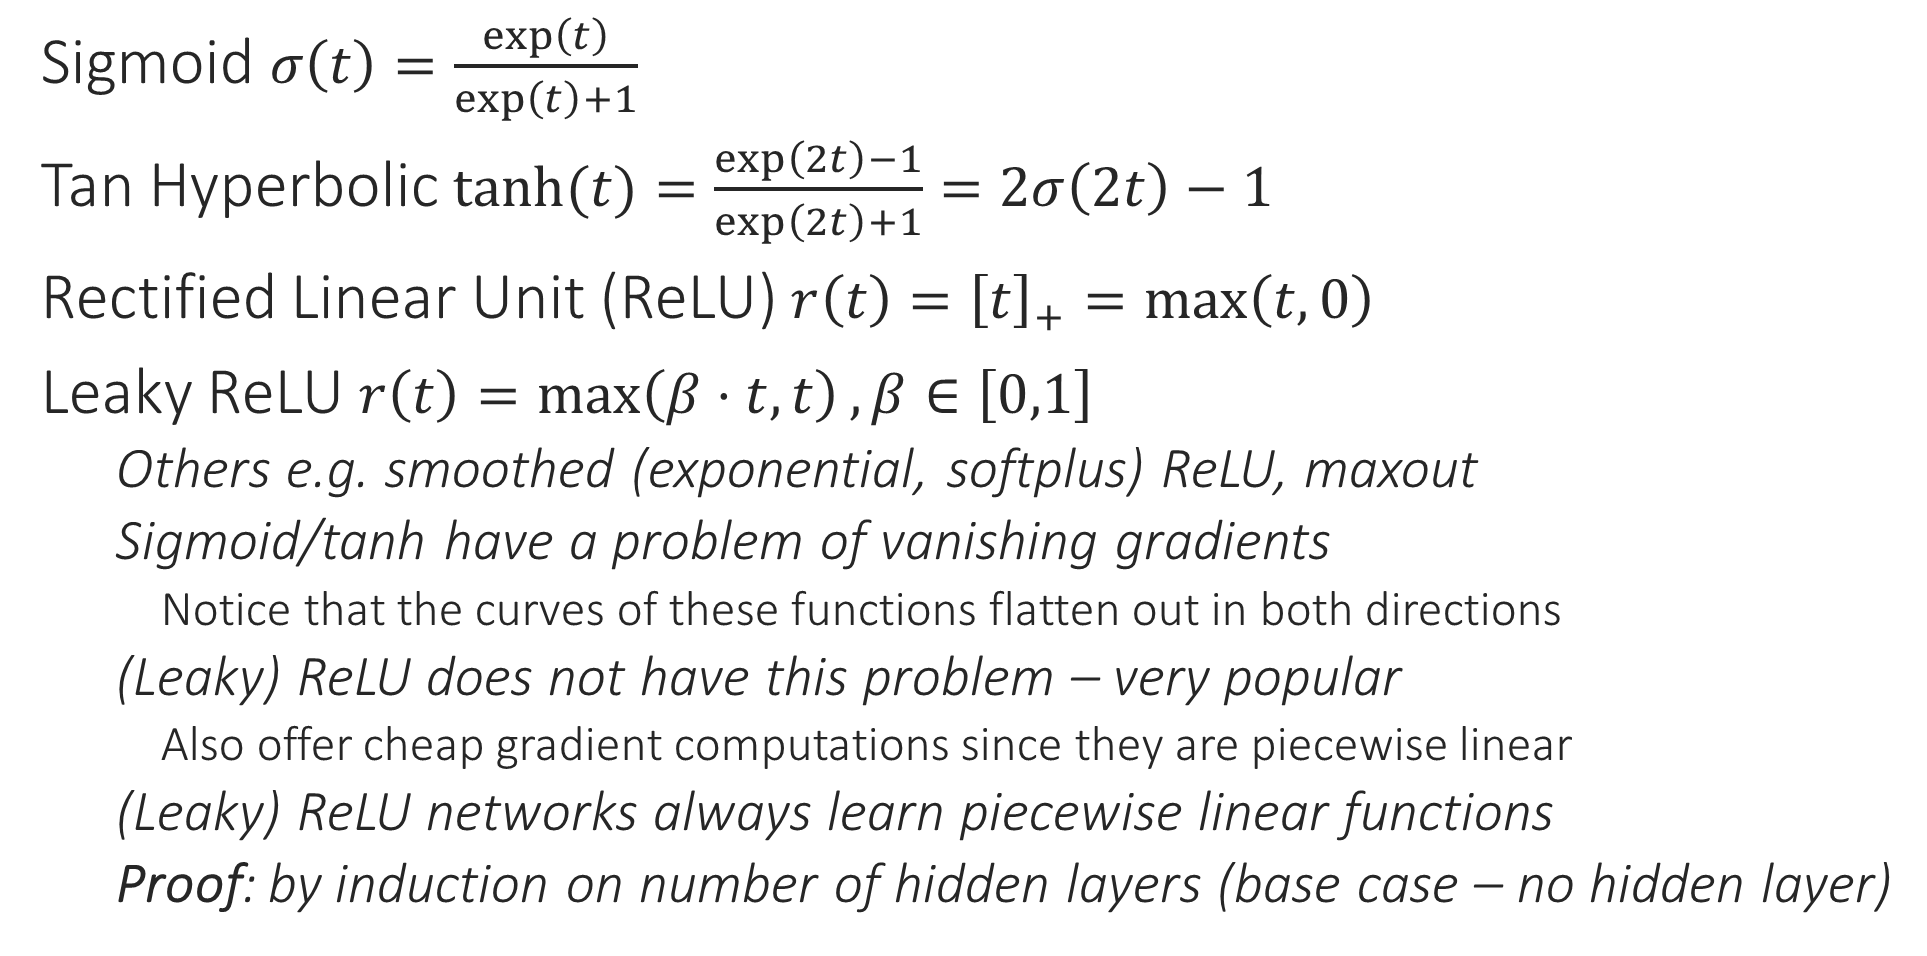 Sigmoid σ(t) = exp(t)/(exp(t)+1)
Tan Hyperbolic tanh(t) = (exp(2t)−1)/(exp(2t)+1) = 2σ(2t) − 1
Rectified Linear Unit (ReLU) r(t) = [t]₊ = max(t, 0)
Leaky ReLU r(t) = max(β · t, t) , β ∈ [0,1]
Others e.g. smoothed (exponential, softplus) ReLU, maxout
Sigmoid/tanh have a problem of vanishing gradients
Notice that the curves of these functions flatten out in both directions
(Leaky) ReLU does not have this problem – very popular
Also offer cheap gradient computations since they are piecewise linear
(Leaky) ReLU networks always learn piecewise linear functions
Proof: by induction on number of hidden layers (base case – no hidden layer)